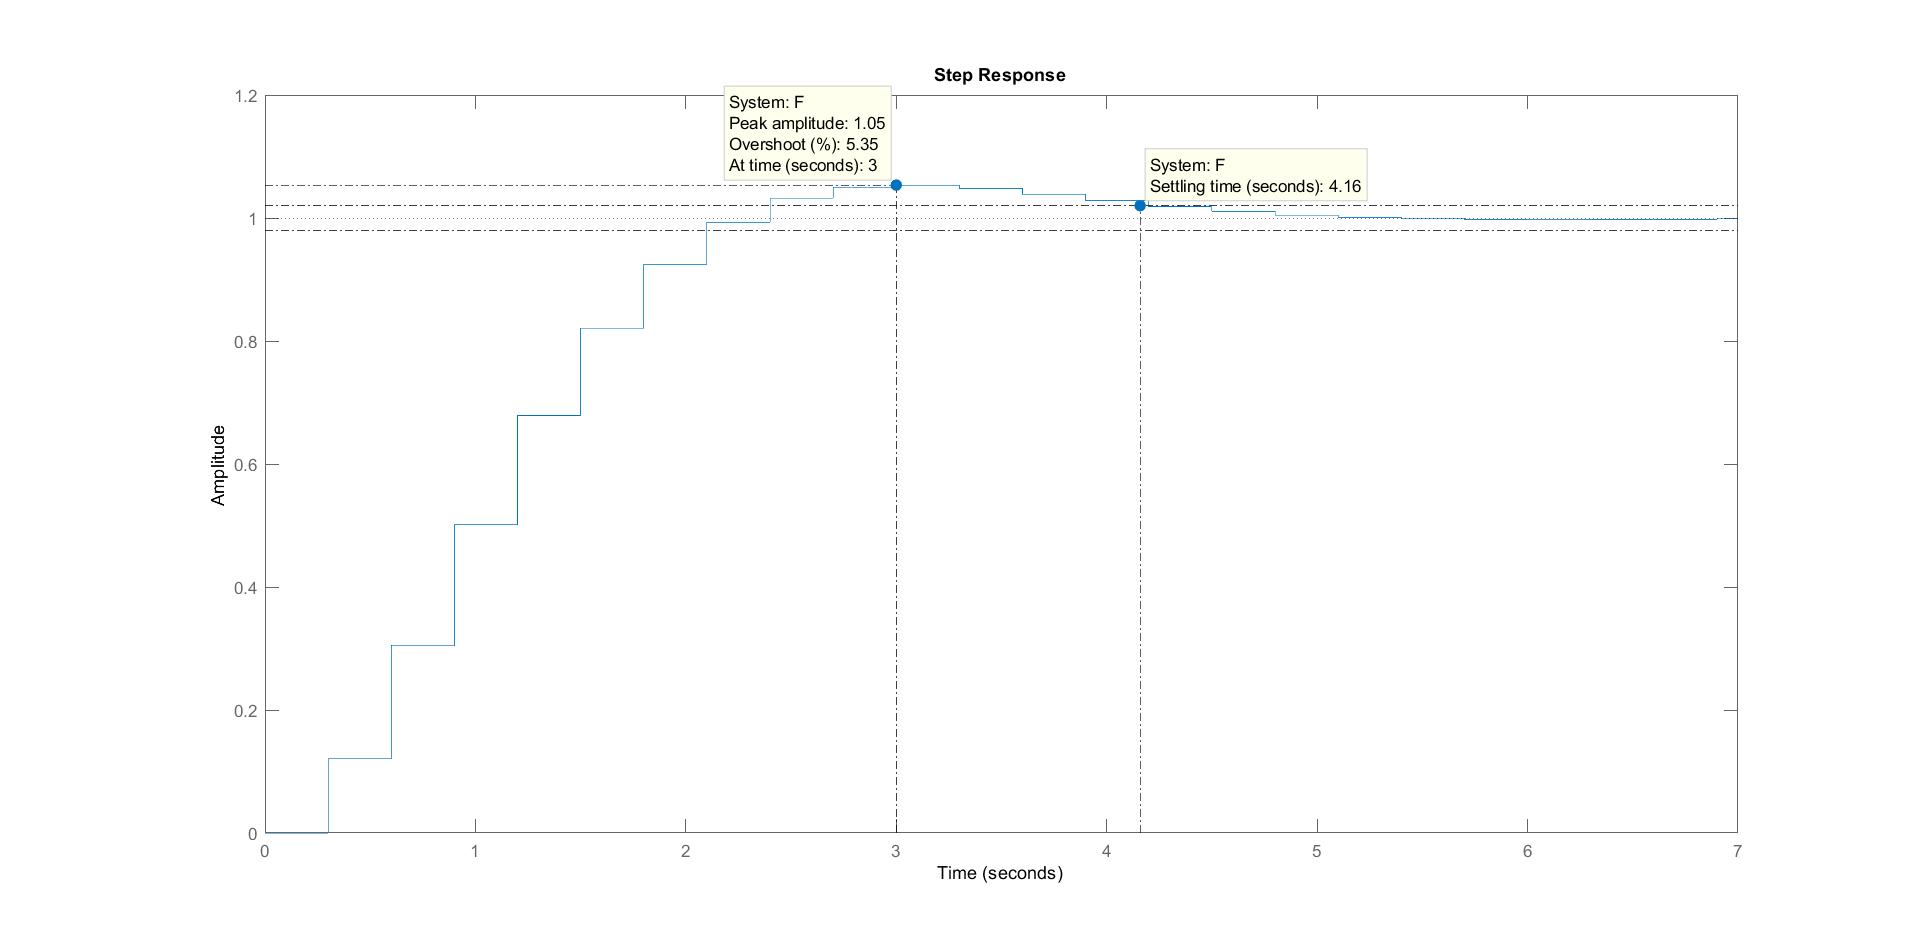 Step Response
System: F
Peak amplitude: 1.05
Overshoot (%): 5.35
At time (seconds): 3
System: F
Settling time (seconds): 4.16
1.2
1
0.8
0.6
0.4
0.2
0
Amplitude
0 1 2 3 4 5 6 7
Time (seconds)